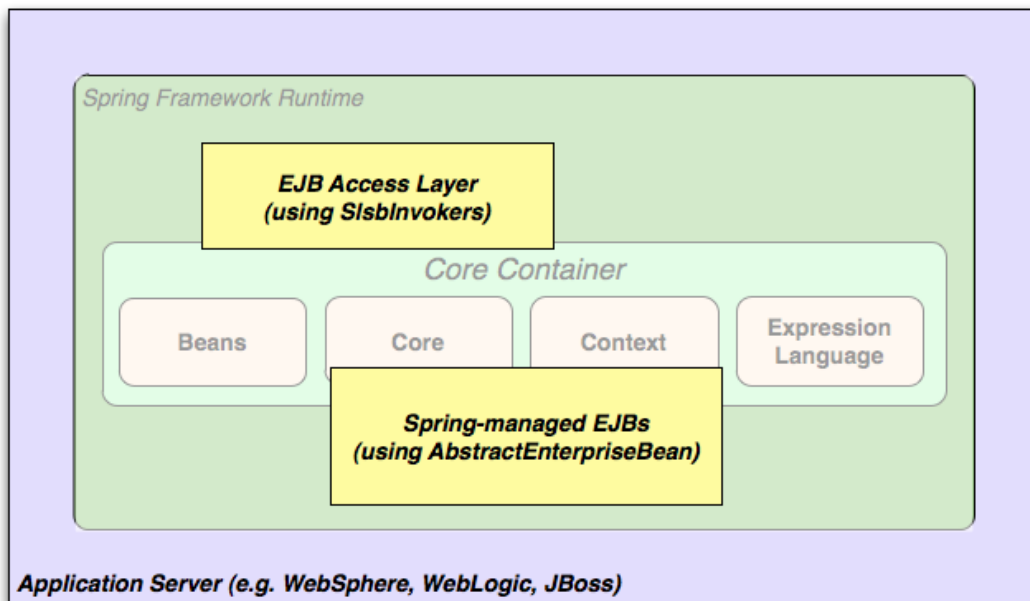 Spring Framework Runtime
EJB Access Layer
(using SlsbInvokers)
Core Container
Beans
Core
Context
Expression
Language
Spring-managed EJBs
(using AbstractEnterpriseBean)
Application Server (e.g. WebSphere, WebLogic, JBoss)